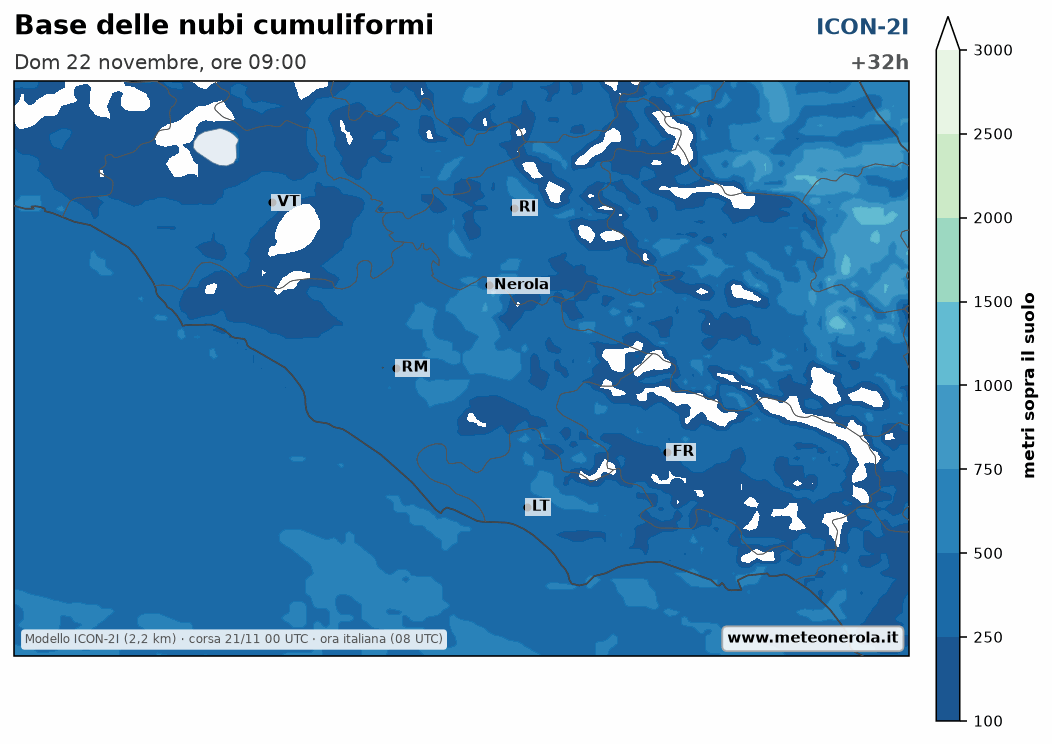 Base delle nubi cumuliformi
ICON-2I
Dom 22 novembre, ore 09:00
+32h
3000
2500
2000
1500
1000
750
500
250
100
metri sopra il suolo
VT
RI
Nerola
RM
FR
LT
Modello ICON-2I (2,2 km) · corsa 21/11 00 UTC · ora italiana (08 UTC)
www.meteonerola.it